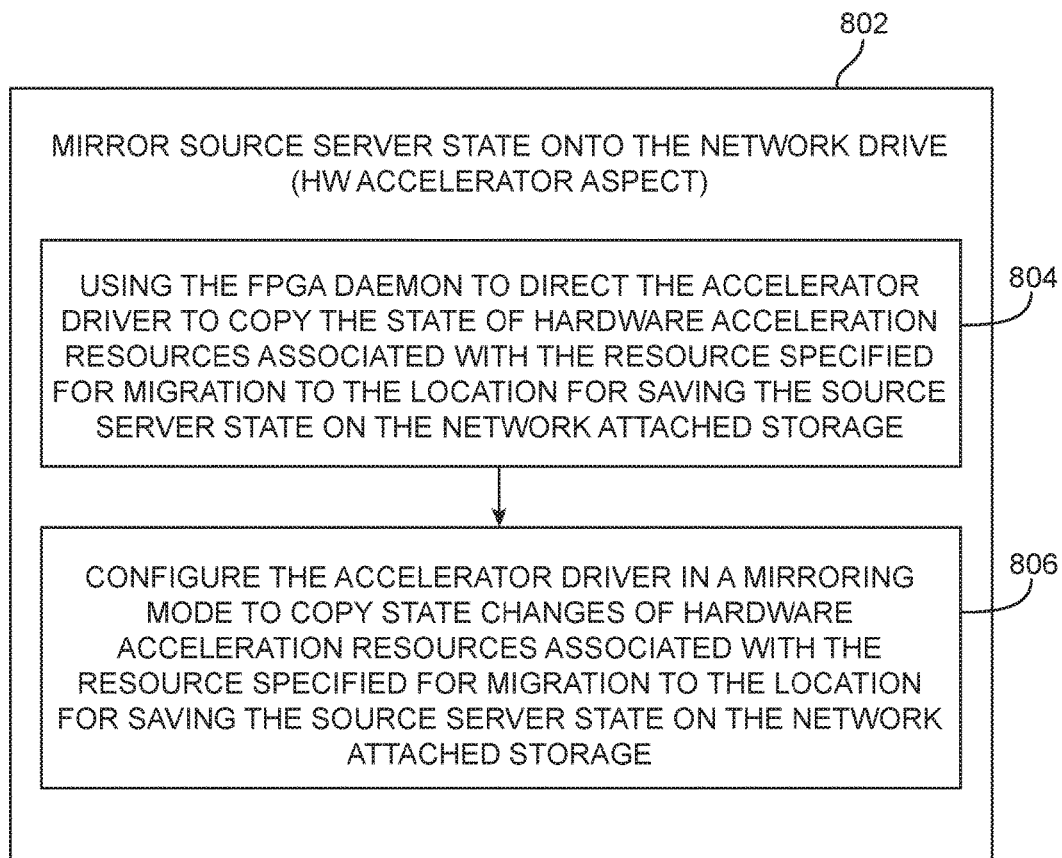 802
MIRROR SOURCE SERVER STATE ONTO THE NETWORK DRIVE
(HW ACCELERATOR ASPECT)
USING THE FPGA DAEMON TO DIRECT THE ACCELERATOR
DRIVER TO COPY THE STATE OF HARDWARE ACCELERATION
RESOURCES ASSOCIATED WITH THE RESOURCE SPECIFIED
FOR MIGRATION TO THE LOCATION FOR SAVING THE SOURCE
SERVER STATE ON THE NETWORK ATTACHED STORAGE
804
CONFIGURE THE ACCELERATOR DRIVER IN A MIRRORING
MODE TO COPY STATE CHANGES OF HARDWARE
ACCELERATION RESOURCES ASSOCIATED WITH THE
RESOURCE SPECIFIED FOR MIGRATION TO THE LOCATION
FOR SAVING THE SOURCE SERVER STATE ON THE NETWORK
ATTACHED STORAGE
806